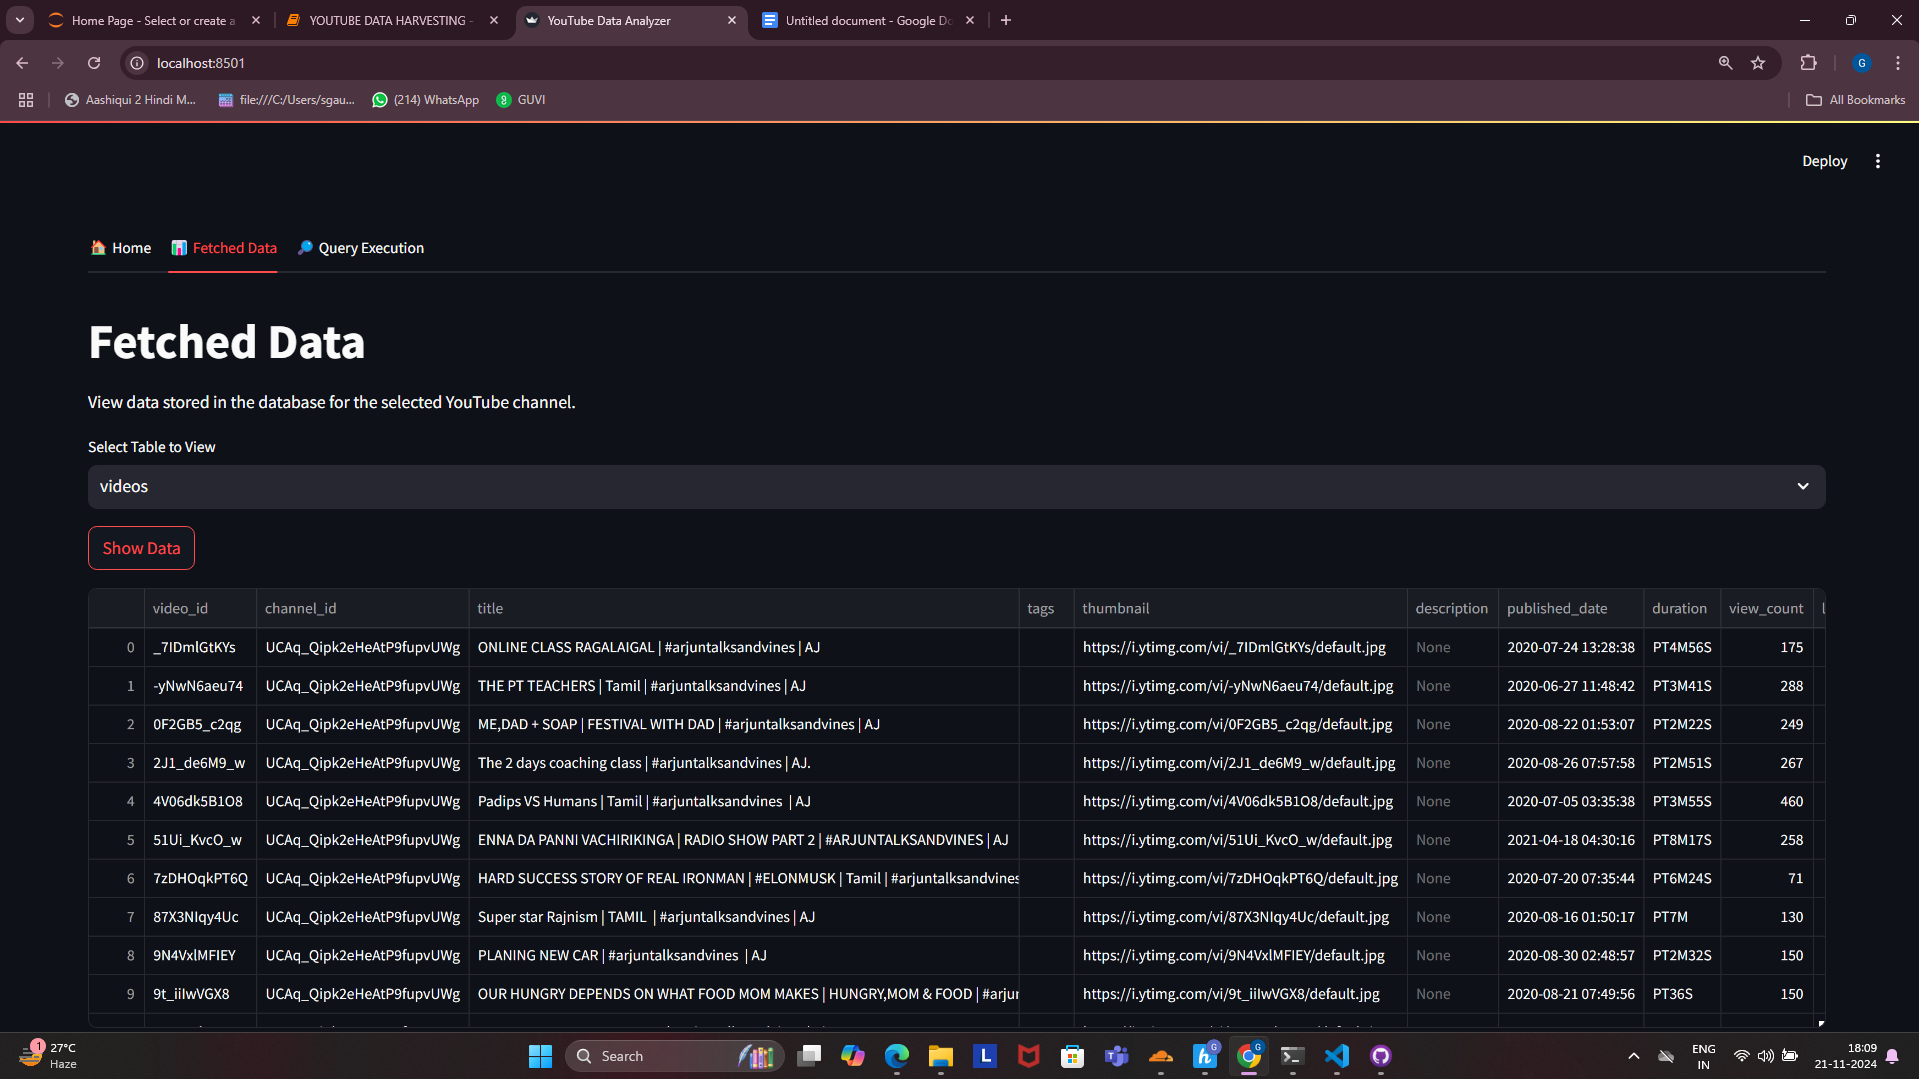 Home Page - Select or create a
YOUTUBE DATA HARVESTING -
YouTube Data Analyzer
Untitled document - Google Do
localhost:8501
G
Aashiqui 2 Hindi M...
file:///C:/Users/sgau...
(214) WhatsApp
GUVI
All Bookmarks
Deploy
Home
Fetched Data
Query Execution
Fetched Data
View data stored in the database for the selected YouTube channel.
Select Table to View
videos
Show Data
video_id channel_id title tags thumbnail description published_date duration view_count l
0 _7IDmlGtKYs UCAq_Qipk2eHeAtP9fupvUWg ONLINE CLASS RAGALAIGAL | #arjuntalksandvines | AJ https://i.ytimg.com/vi/_7IDmlGtKYs/default.jpg None 2020-07-24 13:28:38 PT4M56S 175
1 -yNwN6aeu74 UCAq_Qipk2eHeAtP9fupvUWg THE PT TEACHERS | Tamil | #arjuntalksandvines | AJ https://i.ytimg.com/vi/-yNwN6aeu74/default.jpg None 2020-06-27 11:48:42 PT3M41S 288
2 0F2GB5_c2qg UCAq_Qipk2eHeAtP9fupvUWg ME,DAD + SOAP | FESTIVAL WITH DAD | #arjuntalksandvines | AJ https://i.ytimg.com/vi/0F2GB5_c2qg/default.jpg None 2020-08-22 01:53:07 PT2M22S 249
3 2J1_de6M9_w UCAq_Qipk2eHeAtP9fupvUWg The 2 days coaching class | #arjuntalksandvines | AJ. https://i.ytimg.com/vi/2J1_de6M9_w/default.jpg None 2020-08-26 07:57:58 PT2M51S 267
4 4V06dk5B1O8 UCAq_Qipk2eHeAtP9fupvUWg Padips VS Humans | Tamil | #arjuntalksandvines | AJ https://i.ytimg.com/vi/4V06dk5B1O8/default.jpg None 2020-07-05 03:35:38 PT3M55S 460
5 51Ui_KvcO_w UCAq_Qipk2eHeAtP9fupvUWg ENNA DA PANNI VACHIRIKINGA | RADIO SHOW PART 2 | #ARJUNTALKSANDVINES | AJ https://i.ytimg.com/vi/51Ui_KvcO_w/default.jpg None 2021-04-18 04:30:16 PT8M17S 258
6 7zDHOqkPT6Q UCAq_Qipk2eHeAtP9fupvUWg HARD SUCCESS STORY OF REAL IRONMAN | #ELONMUSK | Tamil | #arjuntalksandvines https://i.ytimg.com/vi/7zDHOqkPT6Q/default.jpg None 2020-07-20 07:35:44 PT6M24S 71
7 87X3NIqy4Uc UCAq_Qipk2eHeAtP9fupvUWg Super star Rajnism | TAMIL | #arjuntalksandvines | AJ https://i.ytimg.com/vi/87X3NIqy4Uc/default.jpg None 2020-08-16 01:50:17 PT7M 130
8 9N4VxlMFIEY UCAq_Qipk2eHeAtP9fupvUWg PLANING NEW CAR | #arjuntalksandvines | AJ https://i.ytimg.com/vi/9N4VxlMFIEY/default.jpg None 2020-08-30 02:48:57 PT2M32S 150
9 9t_iiIwVGX8 UCAq_Qipk2eHeAtP9fupvUWg OUR HUNGRY DEPENDS ON WHAT FOOD MOM MAKES | HUNGRY,MOM & FOOD | #arjur https://i.ytimg.com/vi/9t_iiIwVGX8/default.jpg None 2020-08-21 07:49:56 PT36S 150
1
27°C
Haze
Search
ENG
IN
18:09
21-11-2024